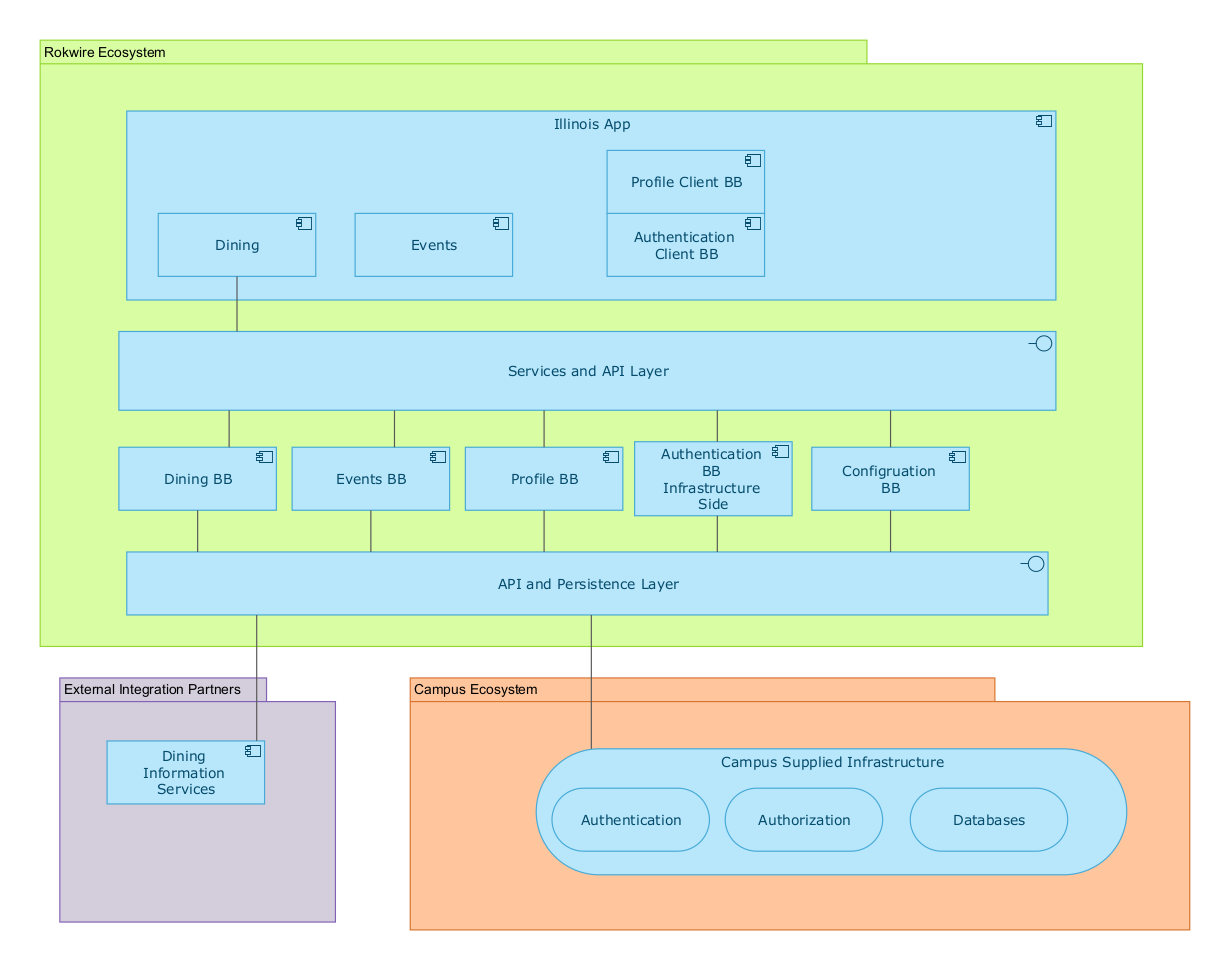 Rokwire Ecosystem
Illinois App
Profile Client BB
Dining
Events
Authentication
Client BB
Services and API Layer
Dining BB
Events BB
Profile BB
Authentication
BB
Infrastructure
Side
Configruation
BB
API and Persistence Layer
External Integration Partners
Campus Ecosystem
Dining
Information
Services
Campus Supplied Infrastructure
Authentication
Authorization
Databases